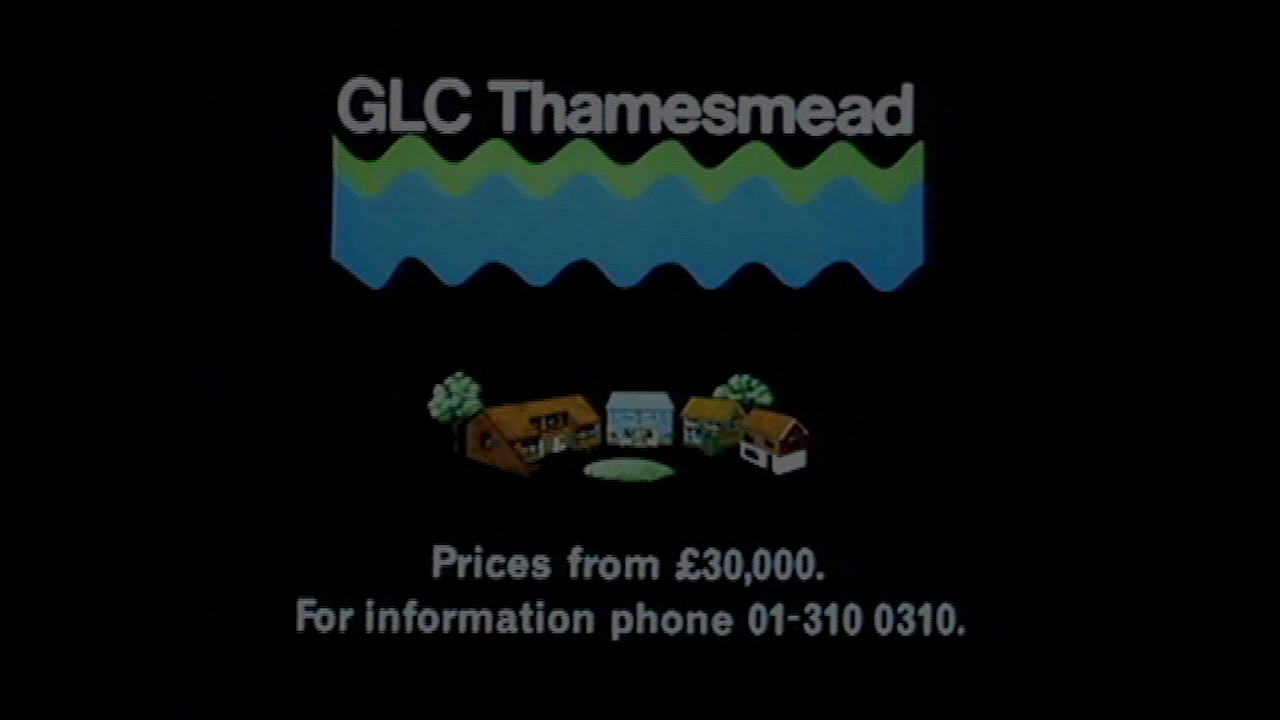 GLC Thamesmead
Prices from £30,000.
For information phone 01-310 0310.